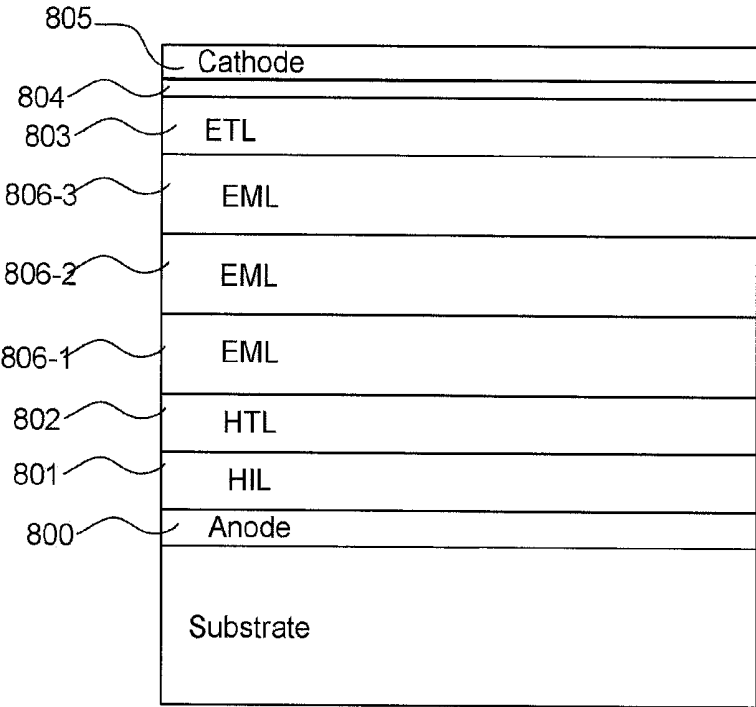 805
Cathode
804
803
ETL
806-3
EML
806-2
EML
806-1
EML
802
HTL
801
HIL
800
Anode
Substrate